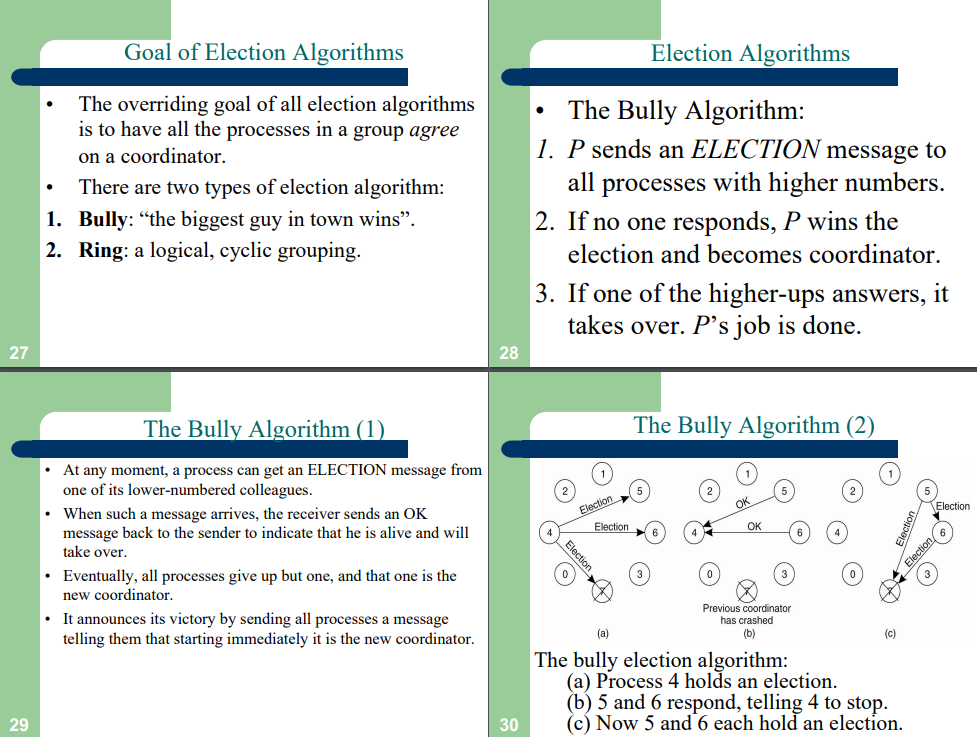 Goal of Election Algorithms
• The overriding goal of all election algorithms
is to have all the processes in a group agree
on a coordinator.
• There are two types of election algorithm:
1. Bully: “the biggest guy in town wins”.
2. Ring: a logical, cyclic grouping.
27
Election Algorithms
• The Bully Algorithm:
1. P sends an ELECTION message to
all processes with higher numbers.
2. If no one responds, P wins the
election and becomes coordinator.
3. If one of the higher-ups answers, it
takes over. P’s job is done.
28
The Bully Algorithm (1)
• At any moment, a process can get an ELECTION message from
one of its lower-numbered colleagues.
• When such a message arrives, the receiver sends an OK
message back to the sender to indicate that he is alive and will
take over.
• Eventually, all processes give up but one, and that one is the
new coordinator.
• It announces its victory by sending all processes a message
telling them that starting immediately it is the new coordinator.
29
The Bully Algorithm (2)
1
2
5
Election
4
Election
6
Election
0
3
7
(a)
1
2
5
OK
4
OK
6
0
3
7
Previous coordinator
has crashed
(b)
1
2
5
Election
4
Election
6
Election
0
3
7
(c)
The bully election algorithm:
(a) Process 4 holds an election.
(b) 5 and 6 respond, telling 4 to stop.
(c) Now 5 and 6 each hold an election.
30